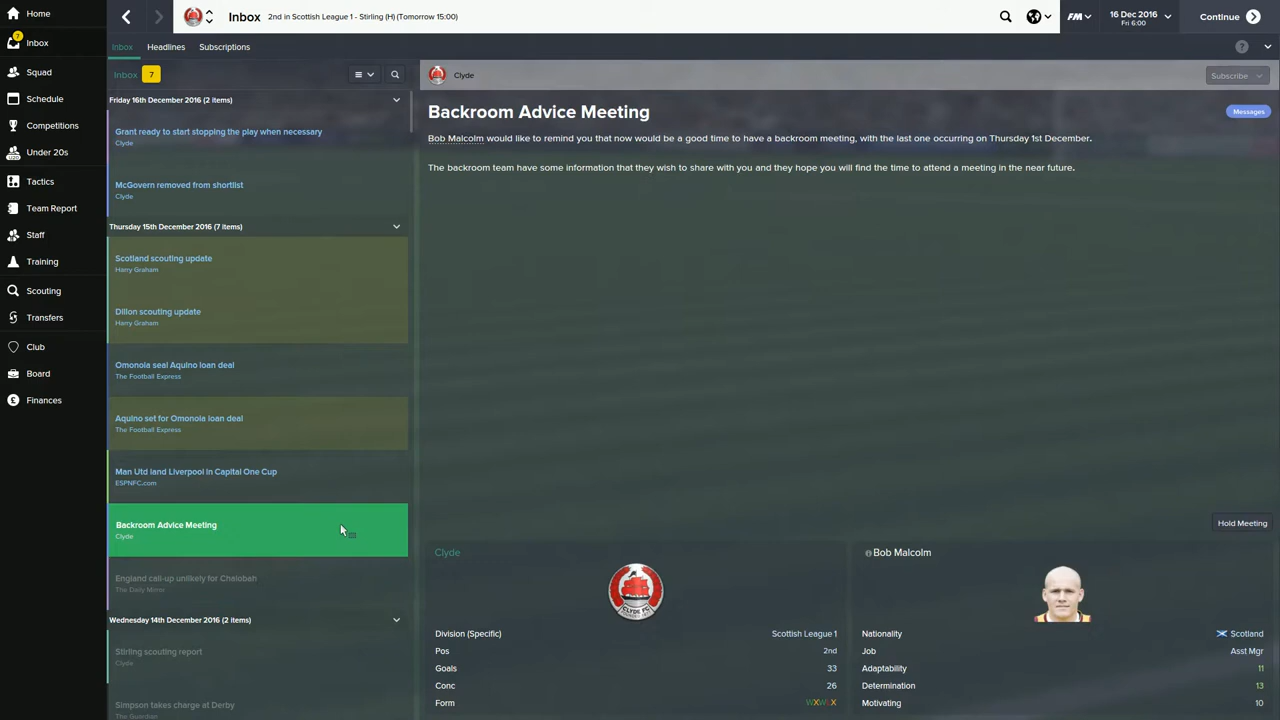 Home
Inbox
7
Squad
Schedule
Competitions
Under 20s
Tactics
Team Report
Staff
Training
Scouting
Transfers
Club
Board
Finances
Inbox 2nd in Scottish League 1 - Stirling (H) (Tomorrow 15:00)
FM
16 Dec 2016
Fri 6:00
Continue
Inbox Headlines Subscriptions
Inbox 7
Friday 16th December 2016 (2 items)
Grant ready to start stopping the play when necessary
Clyde
McGovern removed from shortlist
Clyde
Thursday 15th December 2016 (7 items)
Scotland scouting update
Harry Graham
Dillon scouting update
Harry Graham
Omonoia seal Aquino loan deal
The Football Express
Aquino set for Omonoia loan deal
The Football Express
Man Utd land Liverpool in Capital One Cup
ESPNFC.com
Backroom Advice Meeting
Clyde
England call-up unlikely for Chalobah
The Daily Mirror
Wednesday 14th December 2016 (2 items)
Stirling scouting report
Clyde
Simpson takes charge at Derby
The Guardian
Clyde
Subscribe
Backroom Advice Meeting
Messages
Bob Malcolm would like to remind you that now would be a good time to have a backroom meeting, with the last one occurring on Thursday 1st December.
The backroom team have some information that they wish to share with you and they hope you will find the time to attend a meeting in the near future.
Hold Meeting
Clyde
CLYDE FC
Division (Specific) Scottish League 1
Pos 2nd
Goals 33
Conc 26
Form
Bob Malcolm
Nationality Scotland
Job Asst Mgr
Adaptability 11
Determination 13
Motivating 10